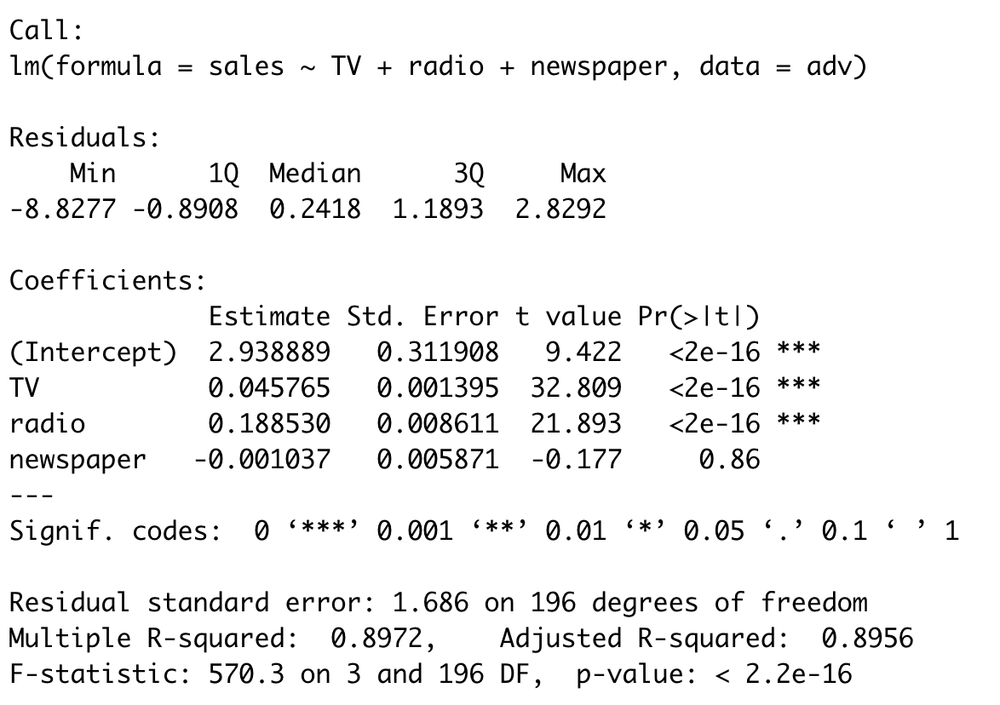 Call:
lm(formula = sales ~ TV + radio + newspaper, data = adv)
Residuals:
    Min      1Q  Median      3Q     Max
-8.8277 -0.8908  0.2418  1.1893  2.8292
Coefficients:
             Estimate Std. Error t value Pr(>|t|)
(Intercept)  2.938889   0.311908   9.422   <2e-16 ***
TV           0.045765   0.001395  32.809   <2e-16 ***
radio        0.188530   0.008611  21.893   <2e-16 ***
newspaper   -0.001037   0.005871  -0.177     0.86
---
Signif. codes:  0 ‘***’ 0.001 ‘**’ 0.01 ‘*’ 0.05 ‘.’ 0.1 ‘ ’ 1
Residual standard error: 1.686 on 196 degrees of freedom
Multiple R-squared:  0.8972,    Adjusted R-squared:  0.8956
F-statistic: 570.3 on 3 and 196 DF,  p-value: < 2.2e-16